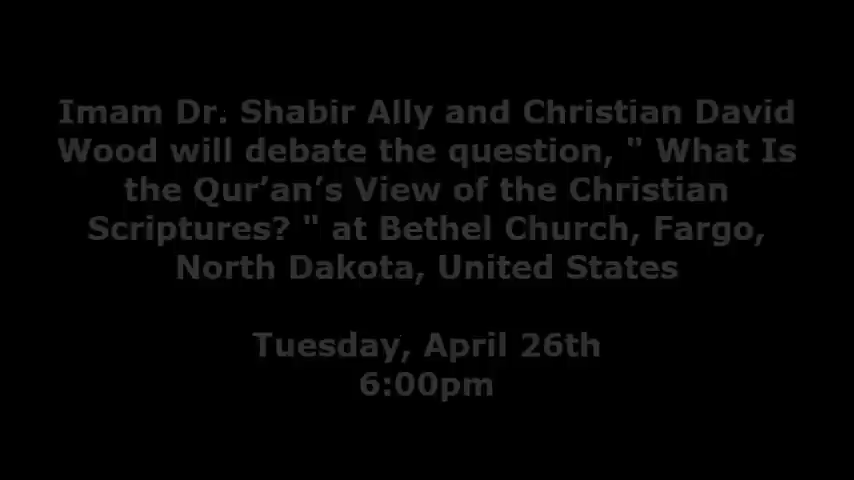 Imam Dr. Shabir Ally and Christian David
Wood will debate the question, " What Is
the Qur’an’s View of the Christian
Scriptures? " at Bethel Church, Fargo,
North Dakota, United States
Tuesday, April 26th
6:00pm